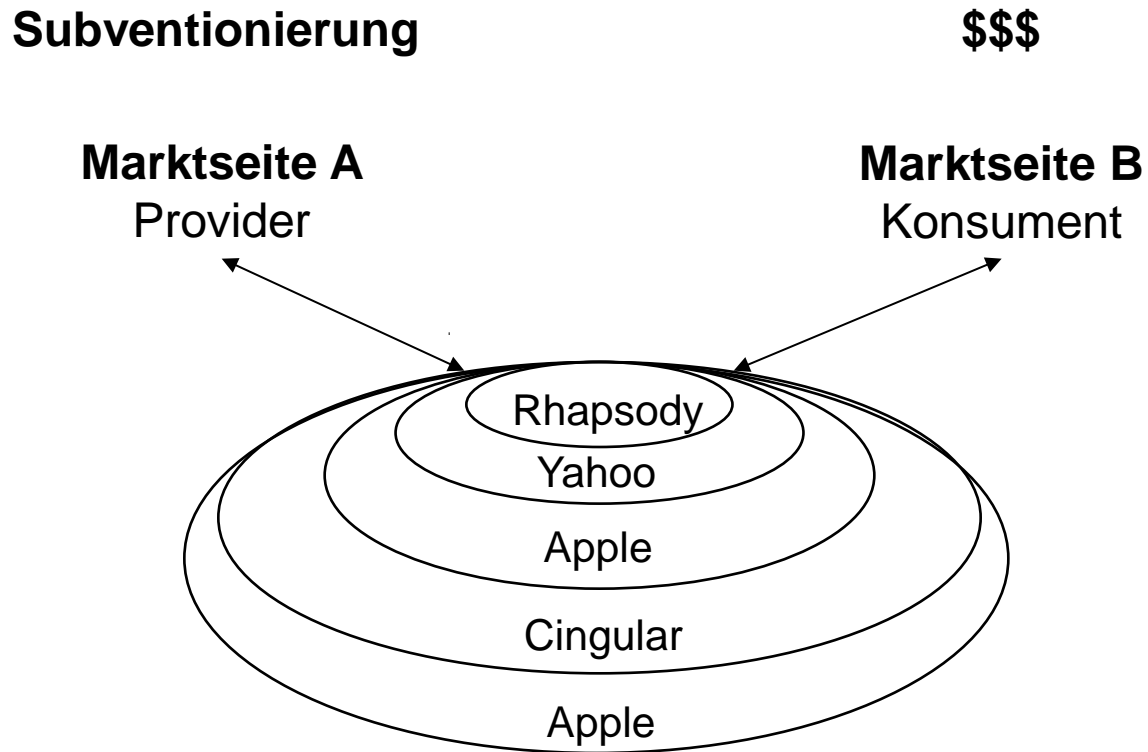 Subventionierung
$$$
Marktseite A
Provider
Marktseite B
Konsument
Rhapsody
Yahoo
Apple
Cingular
Apple